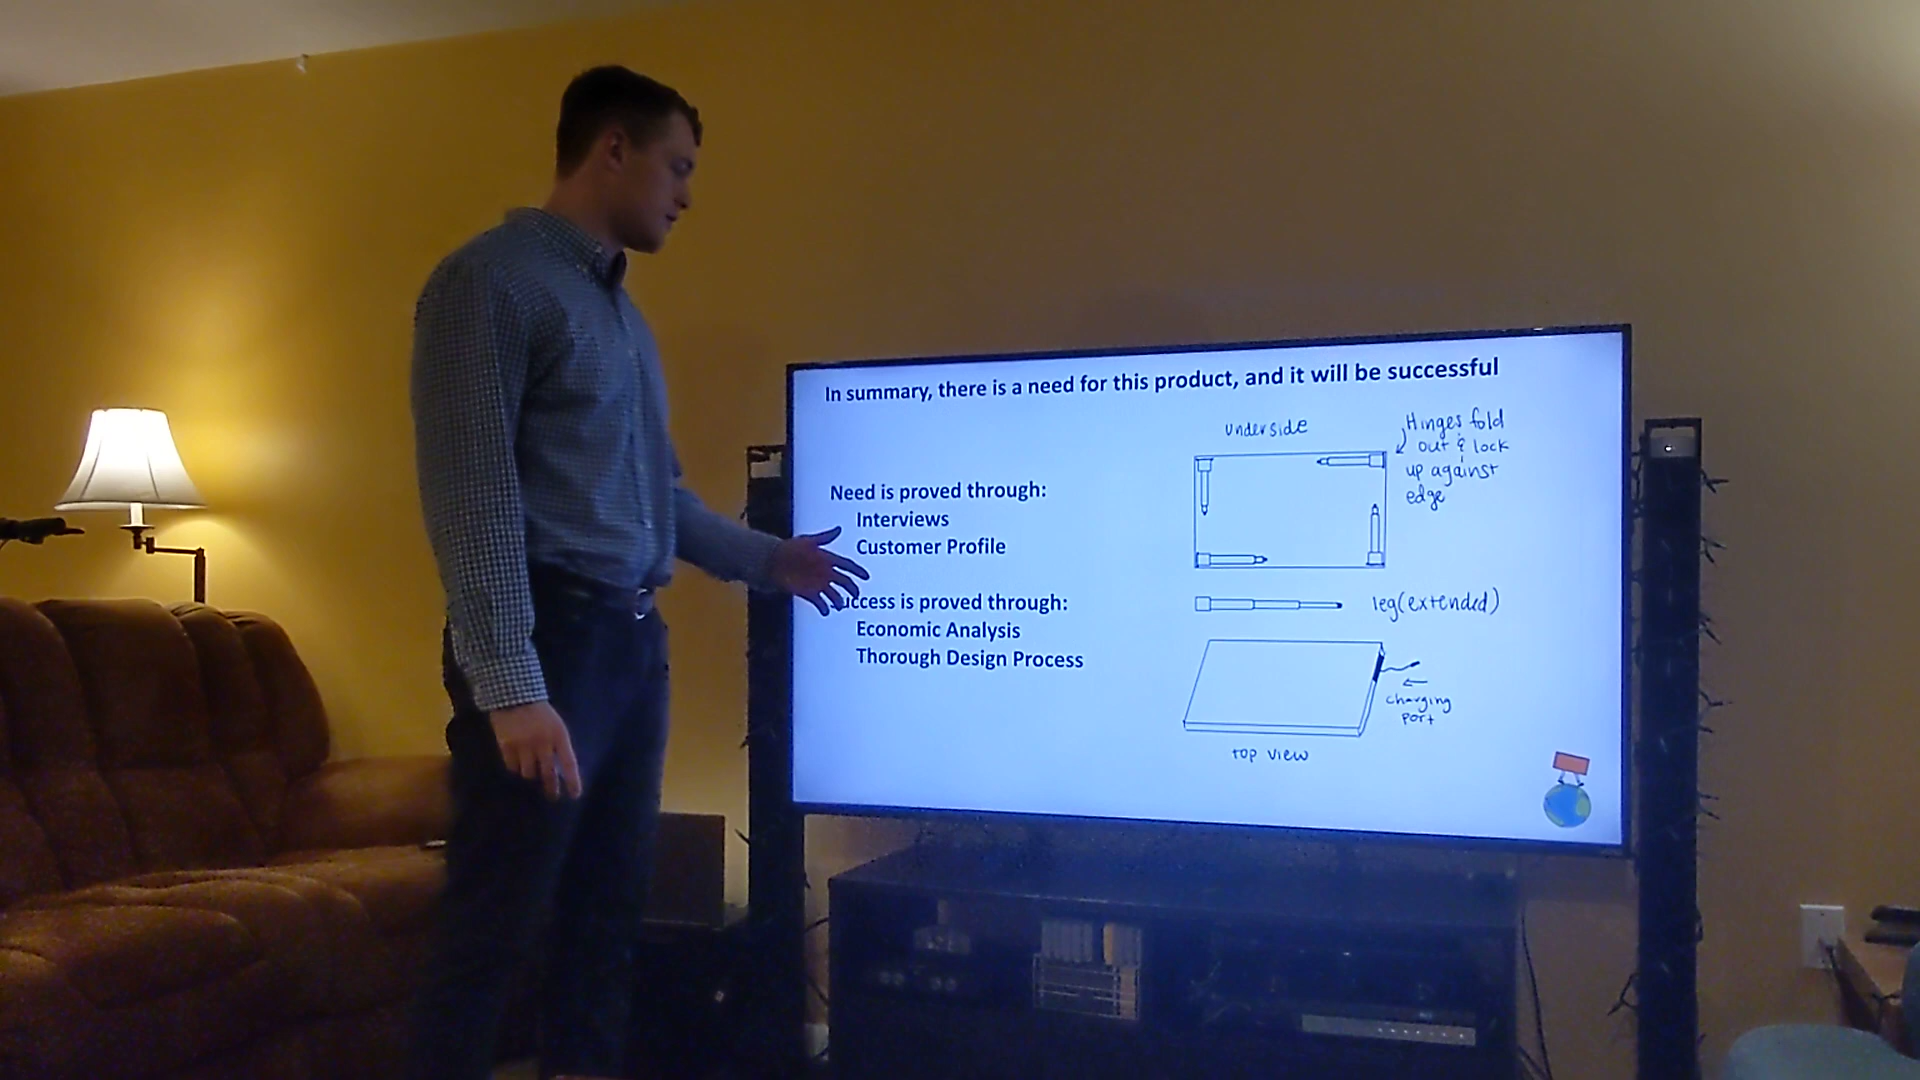 In summary, there is a need for this product, and it will be successful
Need is proved through:
Interviews
Customer Profile
Success is proved through:
Economic Analysis
Thorough Design Process
underside
Hinges fold
out & lock
up against
edge
leg (extended)
charging
port
top view